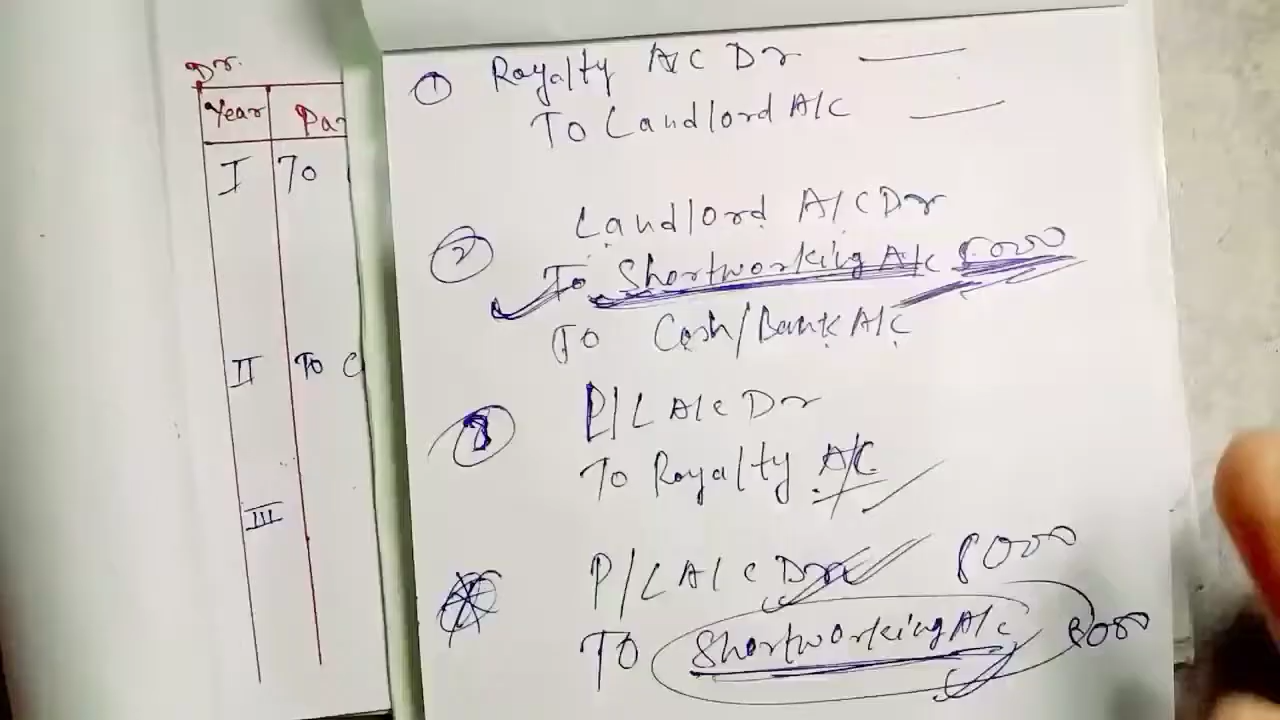 Dr.
Year Par
I To
II To C
III
① Royalty A/C Dr
To Landlord A/C
② Landlord A/C Dr
To Shortworking A/c 8000
To Cash/Bank A/C
3 P/L A/c Dr
To Royalty A/C
P/L A/c Dr 8000
To Shortworking A/c 8000